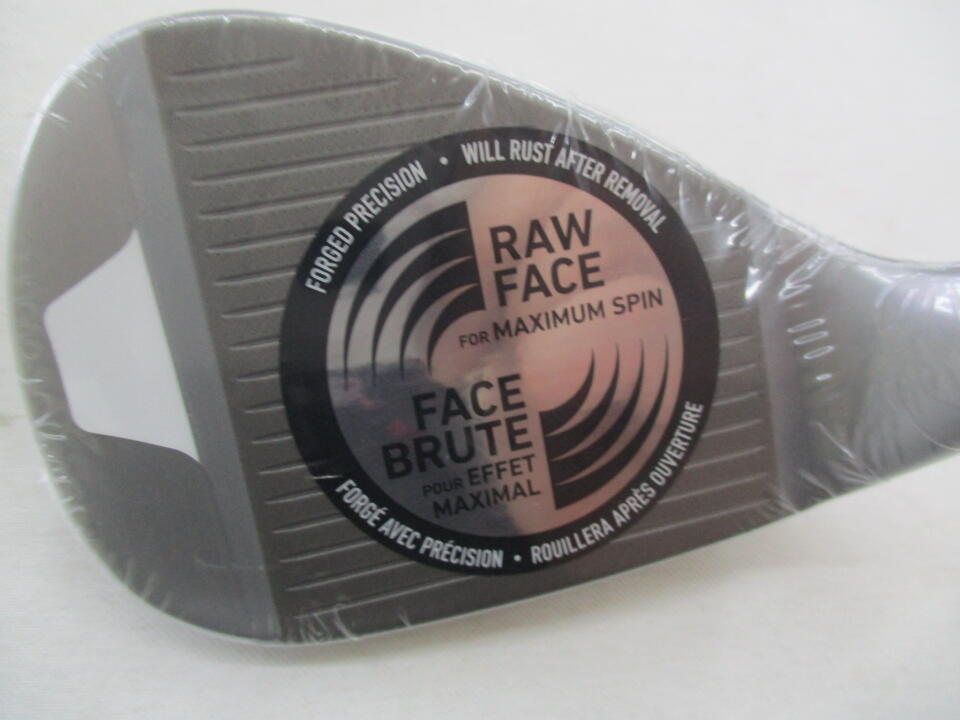 FORGED PRECISION • WILL RUST AFTER REMOVAL
RAW
FACE
FOR MAXIMUM SPIN
FACE
BRUTE
POUR EFFET
MAXIMAL
FORGÉ AVEC PRÉCISION • ROUILLERA APRÈS OUVERTURE